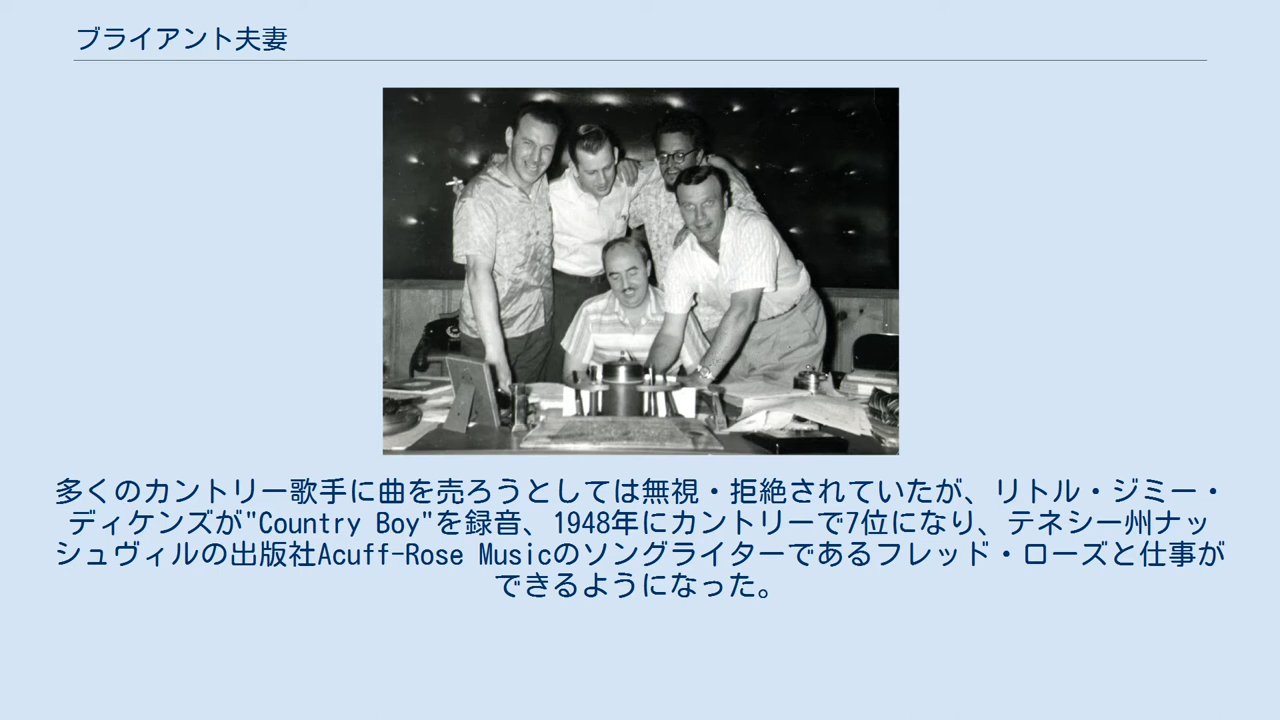 ブライアント夫妻
多くのカントリー歌手に曲を売ろうとしては無視・拒絶されていたが、リトル・ジミー・
ディケンズが"Country Boy"を録音、1948年にカントリーで7位になり、テネシー州ナッ
シュヴィルの出版社Acuff-Rose Musicのソングライターであるフレッド・ローズと仕事が
できるようになった。